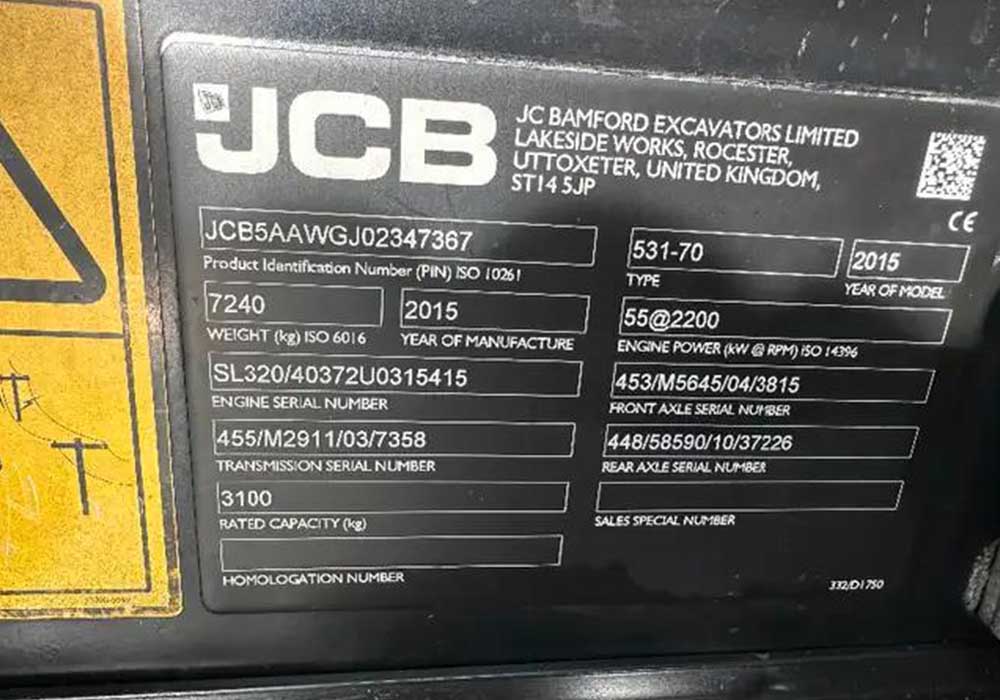 JCB
JC BAMFORD EXCAVATORS LIMITED
LAKESIDE WORKS, ROCESTER,
UTTOXETER, UNITED KINGDOM,
ST14 5JP
CE
JCB5AAWGJ02347367
Product Identification Number (PIN) ISO 10261
531-70
TYPE
2015
YEAR OF MODEL
7240
WEIGHT (kg) ISO 6016
2015
YEAR OF MANUFACTURE
55@2200
ENGINE POWER (kW @ RPM) ISO 14396
SL320/40372U0315415
ENGINE SERIAL NUMBER
453/M5645/04/3815
FRONT AXLE SERIAL NUMBER
455/M2911/03/7358
TRANSMISSION SERIAL NUMBER
448/58590/10/37226
REAR AXLE SERIAL NUMBER
3100
RATED CAPACITY (kg)
SALES SPECIAL NUMBER
HOMOLOGATION NUMBER
332/D1750